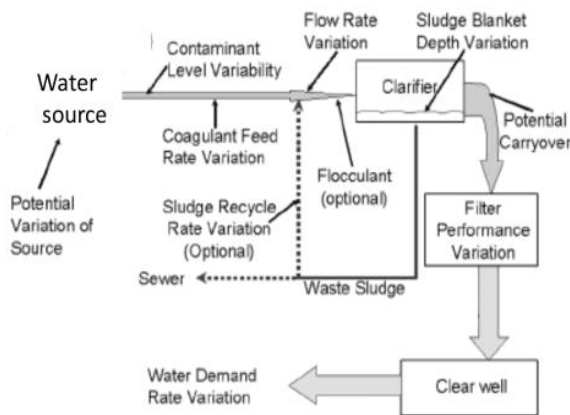 Flow Rate
Variation
Sludge Blanket
Depth Variation
Contaminant
Level Variability
Water
source
Clarifier
Coagulant Feed
Rate Variation
Potential
Carryover
Flocculant
(optional)
Potential
Variation of
Source
Sludge Recycle
Rate Variation
(Optional)
Filter
Performance
Variation
Sewer
Waste Sludge
Water Demand
Rate Variation
Clear well